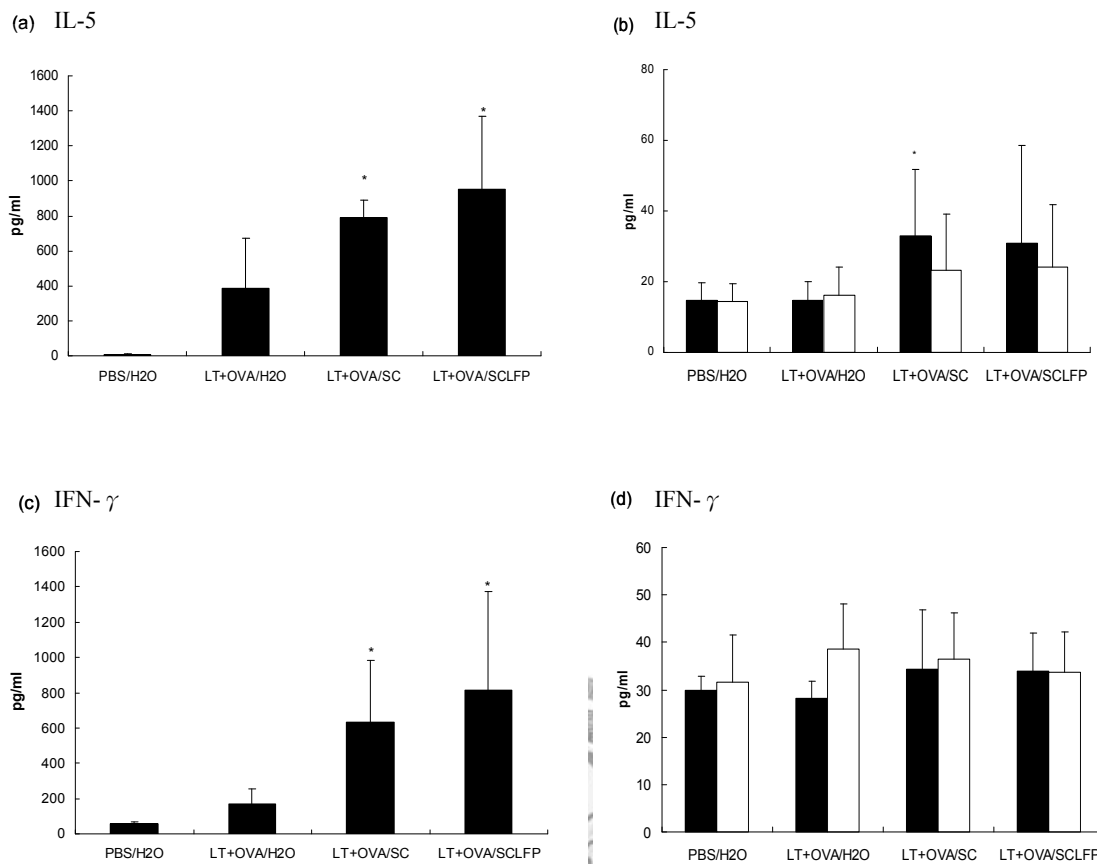 (a) IL-5
1600
1400
1200
1000
800
600
400
200
0
pg/ml
*
*
PBS/H2O LT+OVA/H2O LT+OVA/SC LT+OVA/SCLFP
(b) IL-5
80
60
40
20
0
pg/ml
*
PBS/H2O LT+OVA/H2O LT+OVA/SC LT+OVA/SCLFP
(c) IFN- γ
1600
1400
1200
1000
800
600
400
200
0
pg/ml
*
*
PBS/H2O LT+OVA/H2O LT+OVA/SC LT+OVA/SCLFP
(d) IFN- γ
60
50
40
30
20
10
0
pg/ml
PBS/H2O LT+OVA/H2O LT+OVA/SC LT+OVA/SCLFP